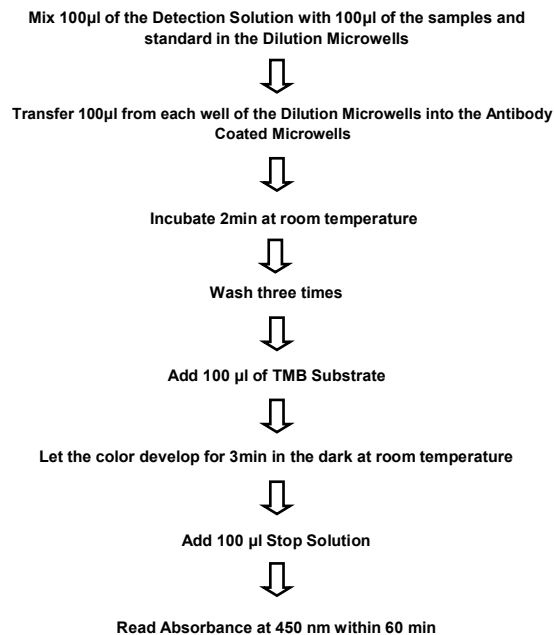 Mix 100µl of the Detection Solution with 100µl of the samples and
standard in the Dilution Microwells
Transfer 100µl from each well of the Dilution Microwells into the Antibody
Coated Microwells
Incubate 2min at room temperature
Wash three times
Add 100 µl of TMB Substrate
Let the color develop for 3min in the dark at room temperature
Add 100 µl Stop Solution
Read Absorbance at 450 nm within 60 min